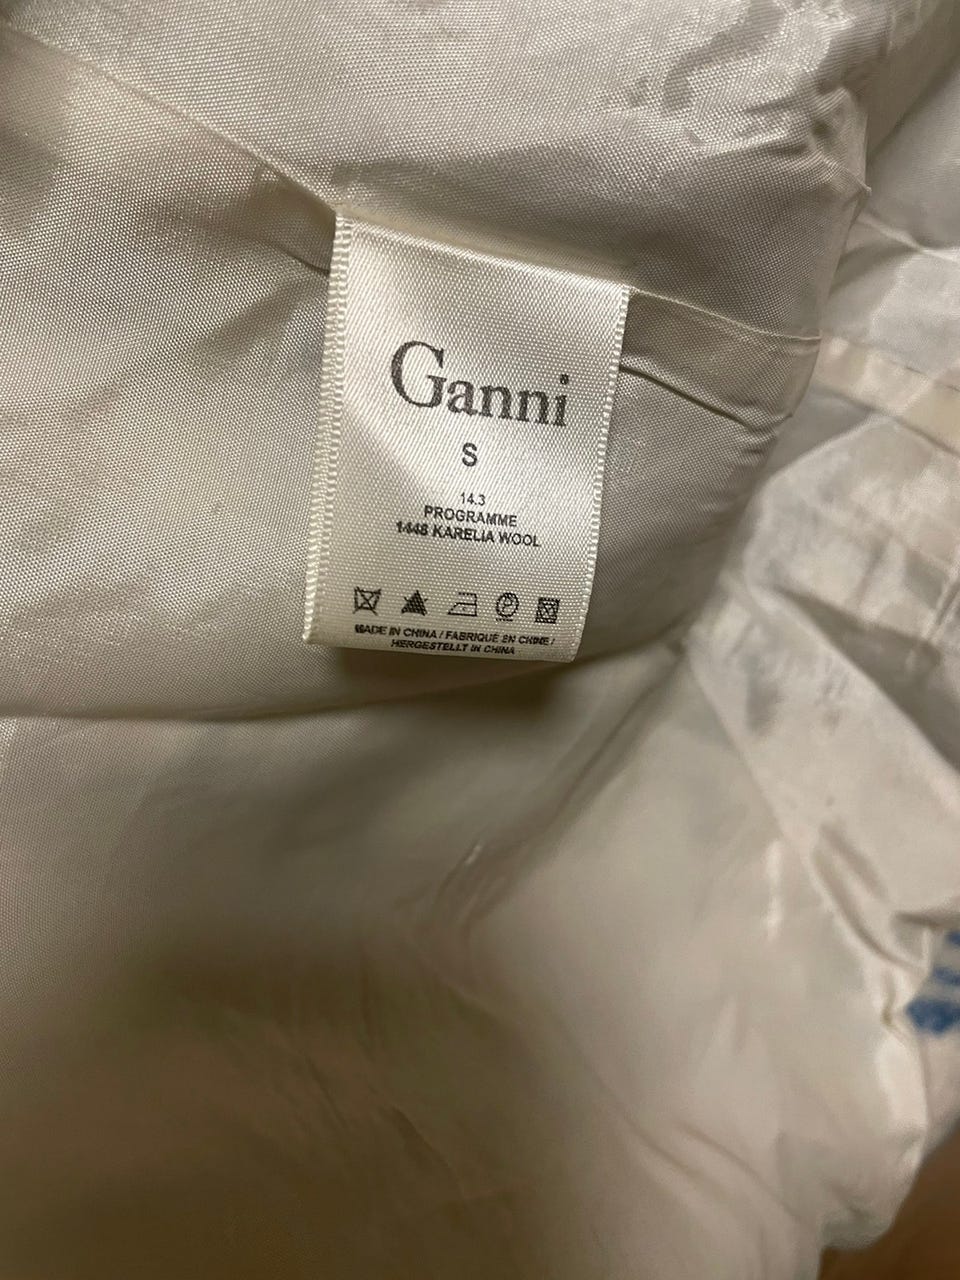 Ganni
S
14.3
PROGRAMME
1448 KARELIA WOOL
MADE IN CHINA / FABRIQUÉ EN CHINE /
HERGESTELLT IN CHINA